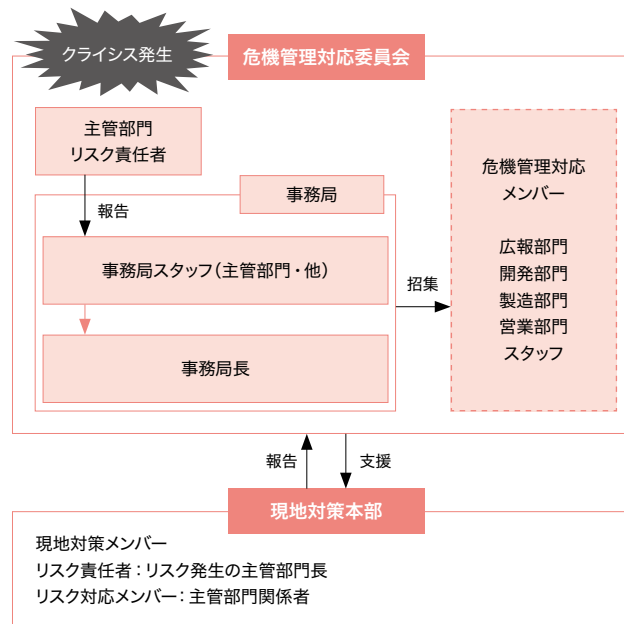 クライシス発生
危機管理対応委員会
主管部門
リスク責任者
報告
事務局
事務局スタッフ（主管部門・他）
事務局長
招集
危機管理対応
メンバー
広報部門
開発部門
製造部門
営業部門
スタッフ
報告
支援
現地対策本部
現地対策メンバー
リスク責任者：リスク発生の主管部門長
リスク対応メンバー：主管部門関係者